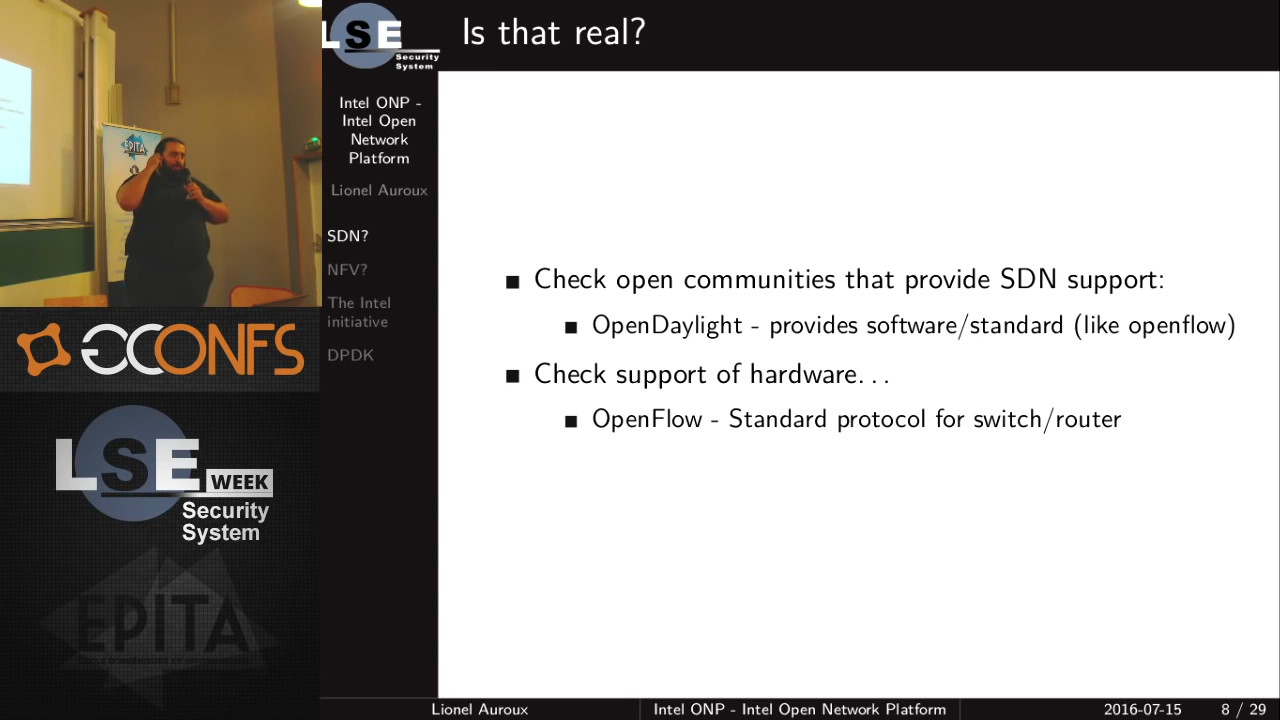 EPITA
GCONFS
LSE WEEK
Security
System
EPITA
LSE
Security
System
Is that real?
Intel ONP -
Intel Open
Network
Platform
Lionel Auroux
SDN?
NFV?
The Intel
initiative
DPDK
■ Check open communities that provide SDN support:
■ OpenDaylight - provides software/standard (like openflow)
■ Check support of hardware. . .
■ OpenFlow - Standard protocol for switch/router
Lionel Auroux
Intel ONP - Intel Open Network Platform
2016-07-15
8 / 29